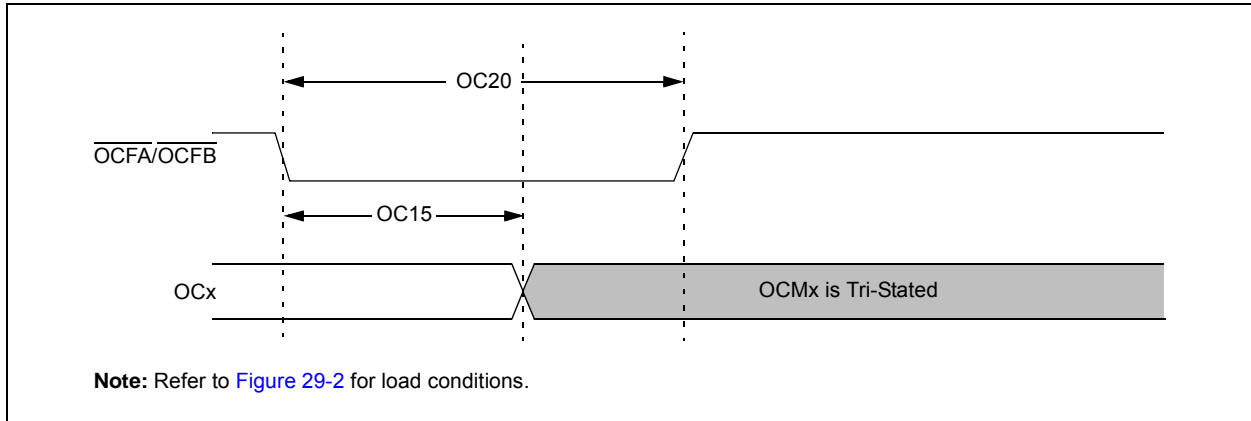 OC20
OCFA/OCFB
OC15
OCx
OCMx is Tri-Stated
Note: Refer to Figure 29-2 for load conditions.